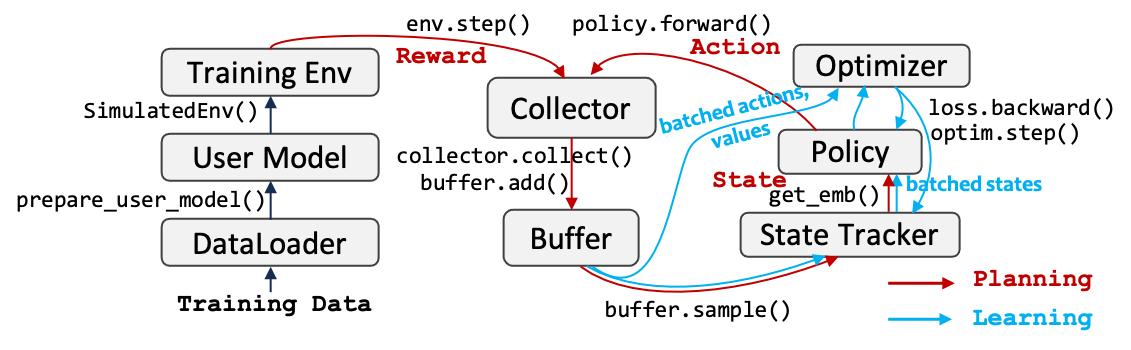 env.step()
policy.forward()
Reward
Action
Training Env
Optimizer
SimulatedEnv()
Collector
batched actions,
values
loss.backward()
optim.step()
User Model
collector.collect()
buffer.add()
Policy
prepare_user_model()
State
get_emb()
batched states
DataLoader
Buffer
State Tracker
Training Data
buffer.sample()
Planning
Learning